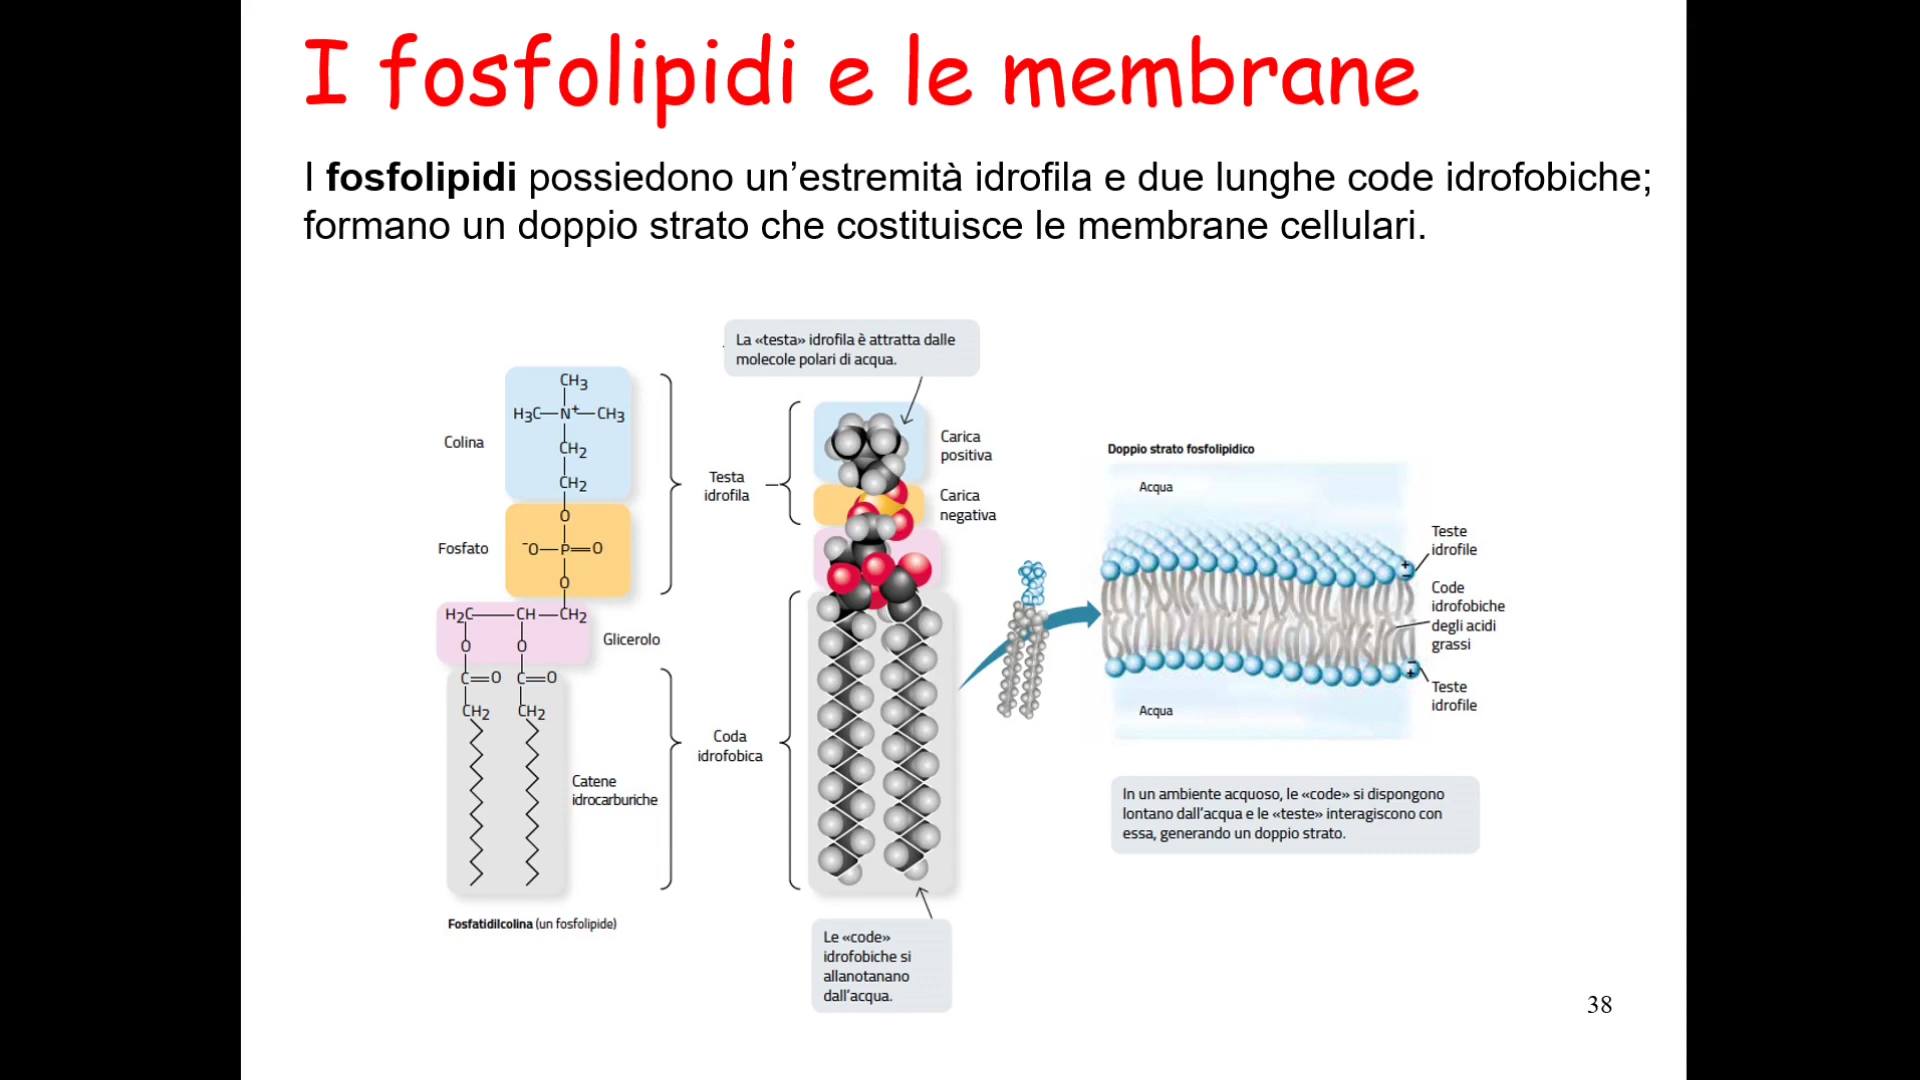 I fosfolipidi e le membrane
I fosfolipidi possiedono un’estremità idrofila e due lunghe code idrofobiche;
formano un doppio strato che costituisce le membrane cellulari.
La «testa» idrofila è attratta dalle
molecole polari di acqua.
CH3
H3C—N+—CH3
CH2
CH2
Colina
O
⁻O—P=O
O
Fosfato
H2C—CH—CH2
O O
Glicerolo
C=O C=O
CH2 CH2
Catene
idrocarburiche
Fosfatidilcolina (un fosfolipide)
Testa
idrofila
Coda
idrofobica
Carica
positiva
Carica
negativa
Le «code»
idrofobiche si
allanotanano
dall’acqua.
Doppio strato fosfolipidico
Acqua
Teste
idrofile
+
−
Code
idrofobiche
degli acidi
grassi
−
+
Teste
idrofile
Acqua
In un ambiente acquoso, le «code» si dispongono
lontano dall’acqua e le «teste» interagiscono con
essa, generando un doppio strato.
38